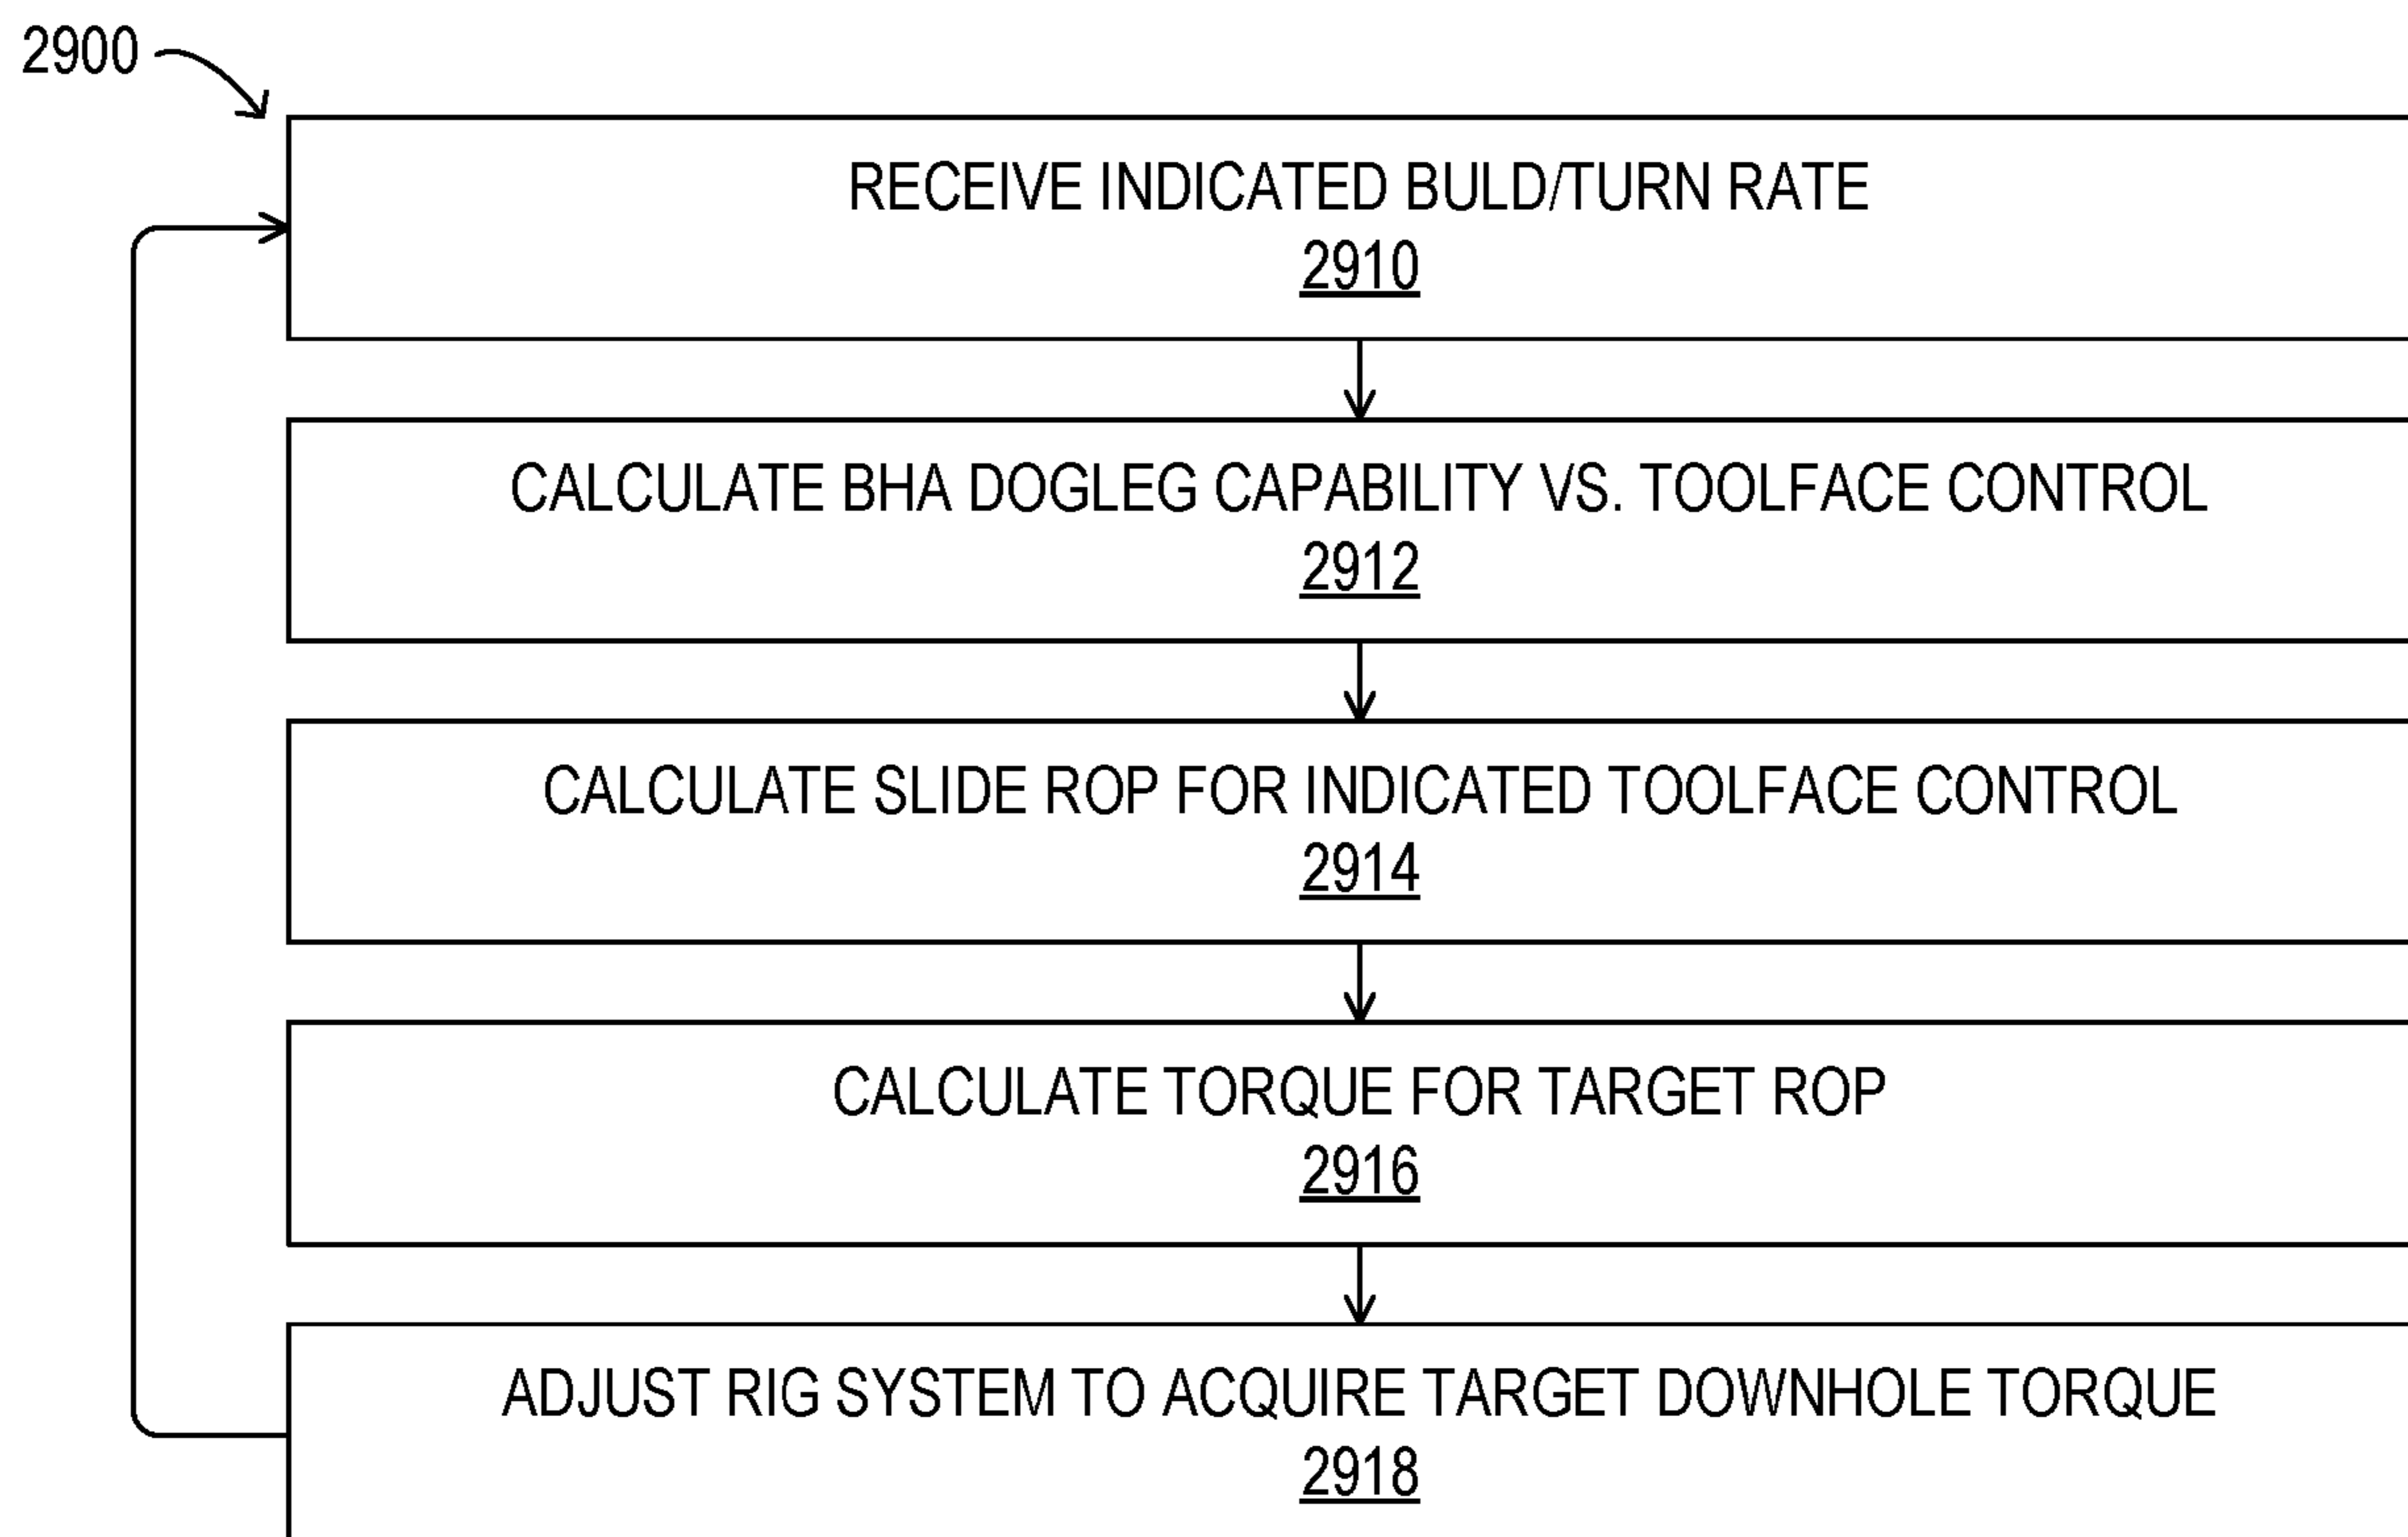 2900
RECEIVE INDICATED BULD/TURN RATE
2910
CALCULATE BHA DOGLEG CAPABILITY VS. TOOLFACE CONTROL
2912
CALCULATE SLIDE ROP FOR INDICATED TOOLFACE CONTROL
2914
CALCULATE TORQUE FOR TARGET ROP
2916
ADJUST RIG SYSTEM TO ACQUIRE TARGET DOWNHOLE TORQUE
2918